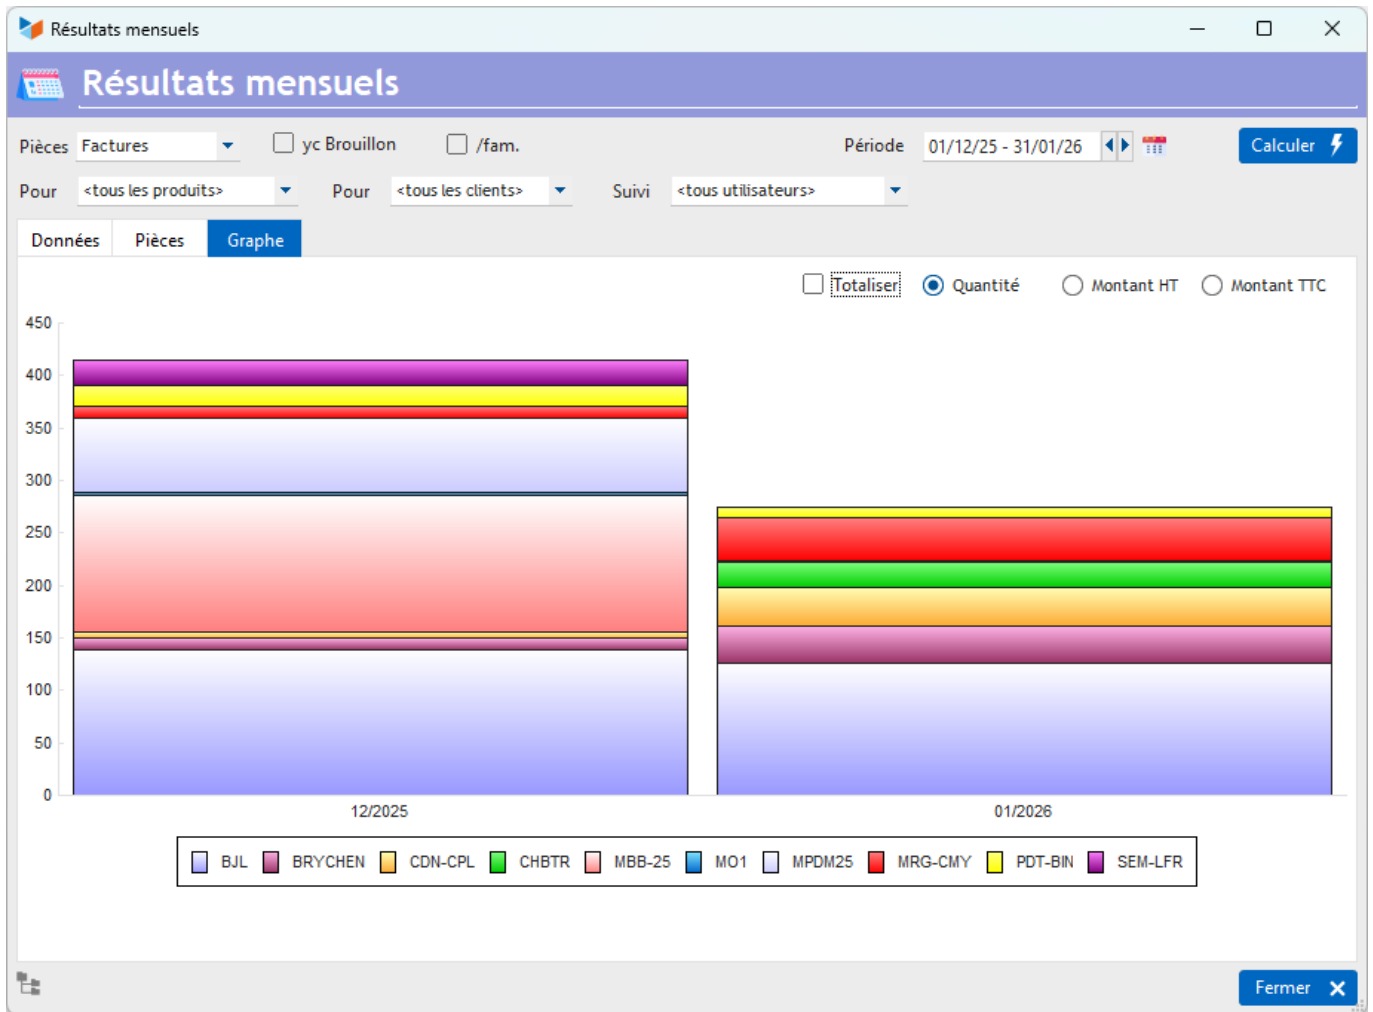 Résultats mensuels
Résultats mensuels
Pièces Factures yc Brouillon /fam. Période 01/12/25 - 31/01/26 Calculer
Pour <tous les produits> Pour <tous les clients> Suivi <tous utilisateurs>
Données Pièces Graphe
Totaliser Quantité Montant HT Montant TTC
450
400
350
300
250
200
150
100
50
0
12/2025 01/2026
BJL BRYCHEN CDN-CPL CHBTR MBB-25 MO1 MPDM25 MRG-CMY PDT-BIN SEM-LFR
Fermer